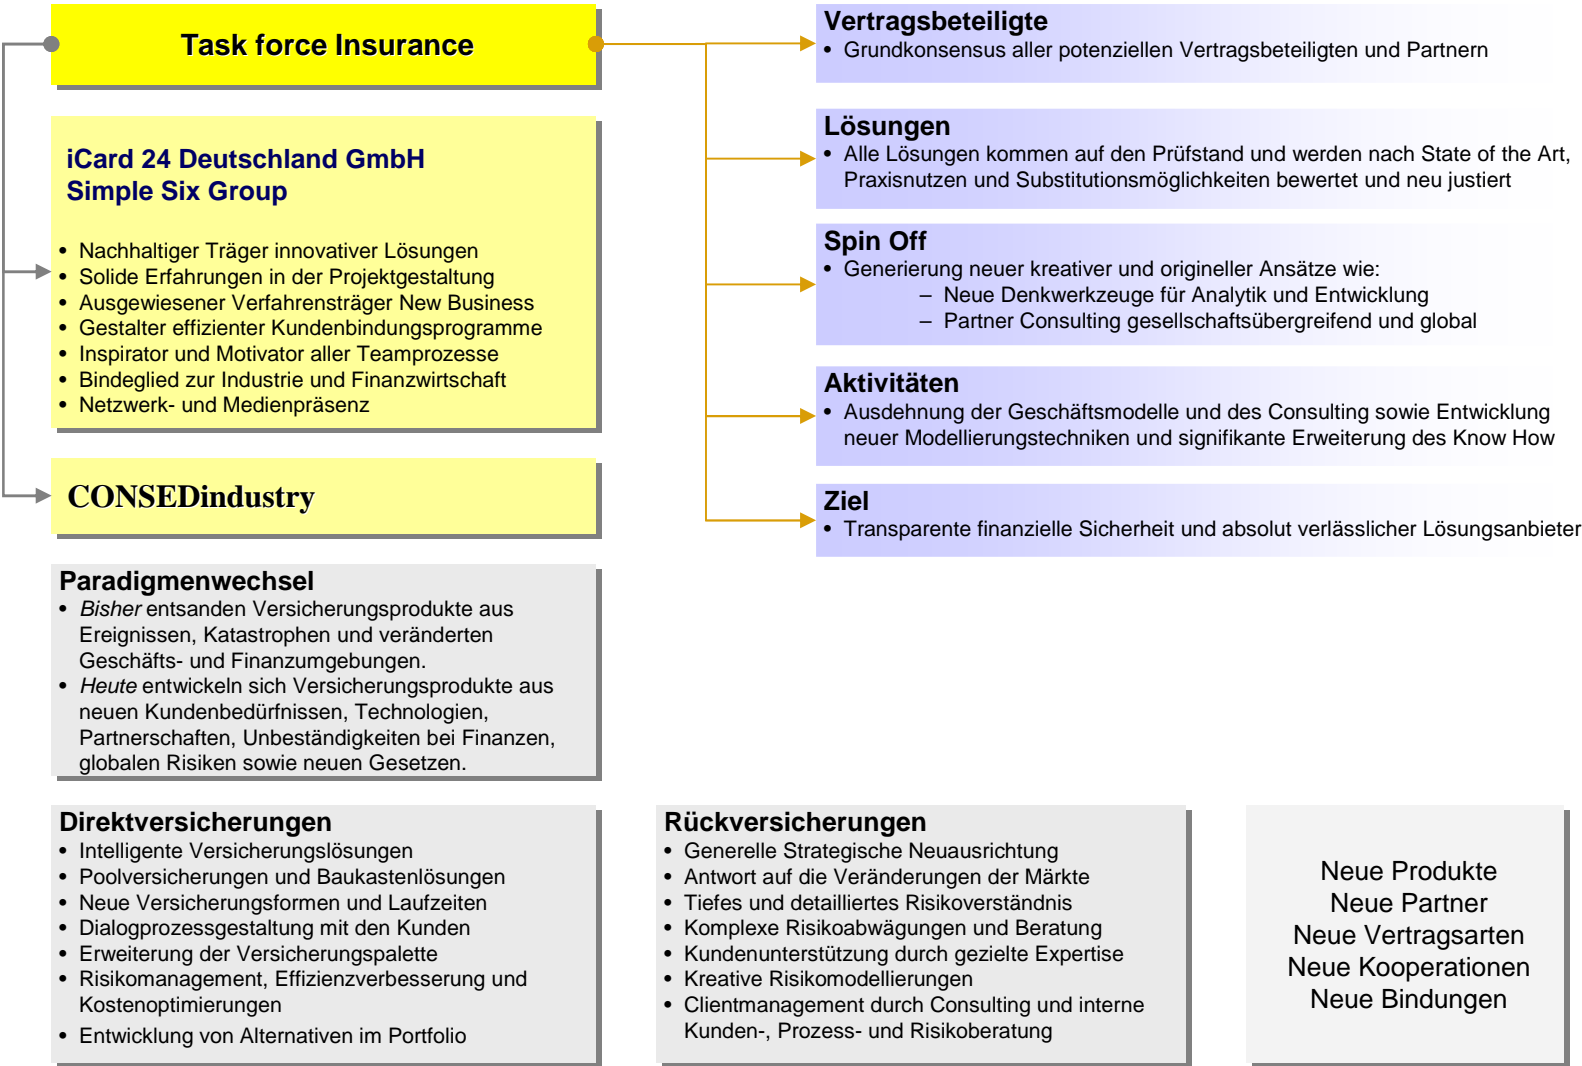 Task force Insurance
iCard 24 Deutschland GmbH
Simple Six Group
• Nachhaltiger Träger innovativer Lösungen
• Solide Erfahrungen in der Projektgestaltung
• Ausgewiesener Verfahrensträger New Business
• Gestalter effizienter Kundenbindungsprogramme
• Inspirator und Motivator aller Teamprozesse
• Bindeglied zur Industrie und Finanzwirtschaft
• Netzwerk- und Medienpräsenz
CONSEDindustry
Vertragsbeteiligte
• Grundkonsensus aller potenziellen Vertragsbeteiligten und Partnern
Lösungen
• Alle Lösungen kommen auf den Prüfstand und werden nach State of the Art,
Praxisnutzen und Substitutionsmöglichkeiten bewertet und neu justiert
Spin Off
• Generierung neuer kreativer und origineller Ansätze wie:
– Neue Denkwerkzeuge für Analytik und Entwicklung
– Partner Consulting gesellschaftsübergreifend und global
Aktivitäten
• Ausdehnung der Geschäftsmodelle und des Consulting sowie Entwicklung
neuer Modellierungstechniken und signifikante Erweiterung des Know How
Ziel
• Transparente finanzielle Sicherheit und absolut verlässlicher Lösungsanbieter
Paradigmenwechsel
• Bisher entsanden Versicherungsprodukte aus
Ereignissen, Katastrophen und veränderten
Geschäfts- und Finanzumgebungen.
• Heute entwickeln sich Versicherungsprodukte aus
neuen Kundenbedürfnissen, Technologien,
Partnerschaften, Unbeständigkeiten bei Finanzen,
globalen Risiken sowie neuen Gesetzen.
Direktversicherungen
• Intelligente Versicherungslösungen
• Poolversicherungen und Baukastenlösungen
• Neue Versicherungsformen und Laufzeiten
• Dialogprozessgestaltung mit den Kunden
• Erweiterung der Versicherungspalette
• Risikomanagement, Effizienzverbesserung und
Kostenoptimierungen
• Entwicklung von Alternativen im Portfolio
Rückversicherungen
• Generelle Strategische Neuausrichtung
• Antwort auf die Veränderungen der Märkte
• Tiefes und detailliertes Risikoverständnis
• Komplexe Risikoabwägungen und Beratung
• Kundenunterstützung durch gezielte Expertise
• Kreative Risikomodellierungen
• Clientmanagement durch Consulting und interne
Kunden-, Prozess- und Risikoberatung
Neue Produkte
Neue Partner
Neue Vertragsarten
Neue Kooperationen
Neue Bindungen